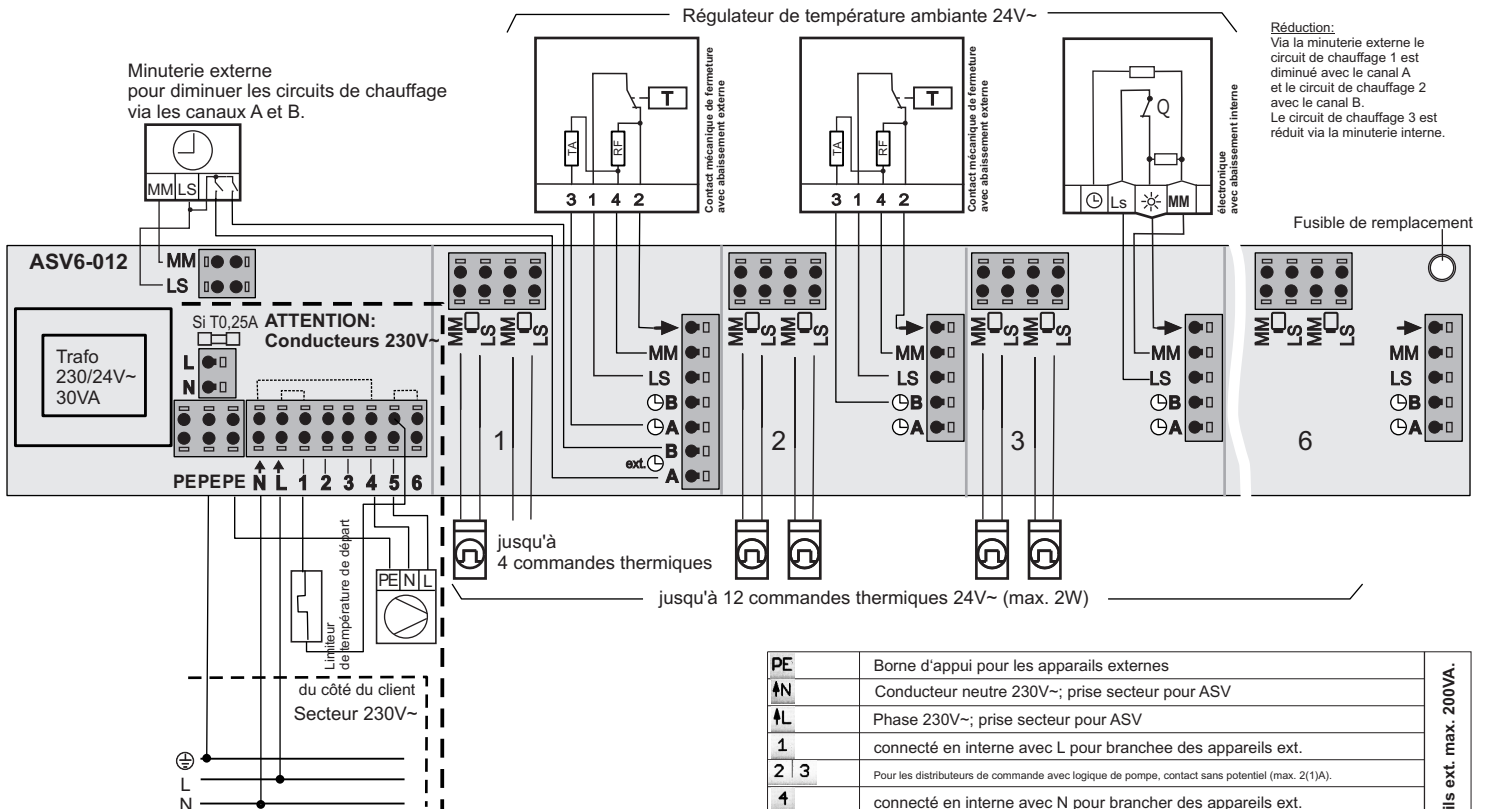 Régulateur de température ambiante 24V~
Réduction:
Via la minuterie externe le
circuit de chauffage 1 est
diminué avec le canal A
et le circuit de chauffage 2
avec le canal B.
Le circuit de chauffage 3 est
réduit via la minuterie interne.
Minuterie externe
pour diminuer les circuits de chauffage
via les canaux A et B.
MM LS
T
TA
RF
3 1 4 2
Contact mécanique de fermeture
avec abaissement externe
T
TA
RF
3 1 4 2
Contact mécanique de fermeture
avec abaissement externe
Q
Ls MM
électronique
avec abaissement interne
Fusible de remplacement
ASV6-012
MM
LS
Si T0,25A
ATTENTION:
Conducteurs 230V~
L
N
Trafo
230/24V~
30VA
PE PE PE N L 1 2 3 4 5 6
MM LS MM LS
1
MM
LS
B
A
B
ext.
A
MM LS MM LS
2
MM
LS
B
A
MM LS MM LS
3
MM
LS
B
A
MM LS MM LS
6
MM
LS
B
A
jusqu'à
4 commandes thermiques
jusqu'à 12 commandes thermiques 24V~ (max. 2W)
Limiteur
de température de départ
PE N L
du côté du client
Secteur 230V~
L
N
PE Borne d'appui pour les apparails externes
N Conducteur neutre 230V~; prise secteur pour ASV
L Phase 230V~; prise secteur pour ASV
1 connecté en interne avec L pour branchee des appareils ext.
2 3 Pour les distributeurs de commande avec logique de pompe, contact sans potentiel (max. 2(1)A).
4 connecté en interne avec N pour brancher des appareils ext.
ext. max. 200VA.